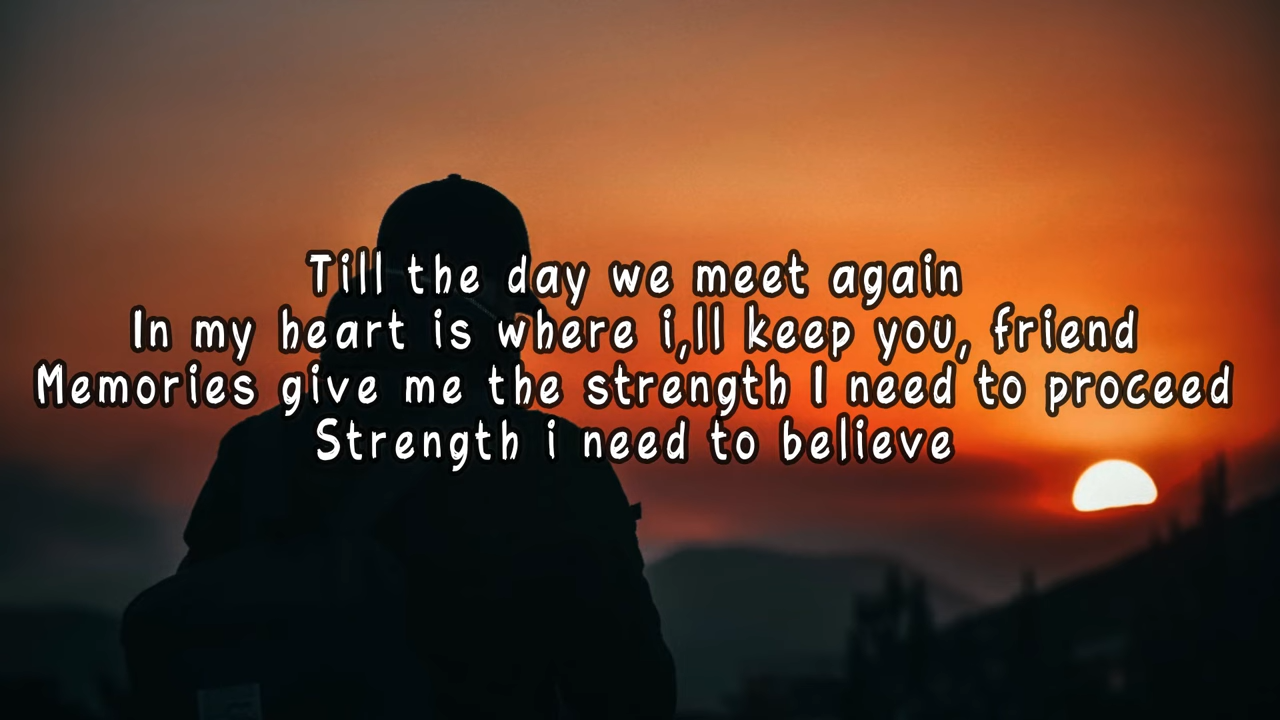 Till the day we meet again
In my heart is where i,ll keep you, friend
Memories give me the strength I need to proceed
Strength i need to believe